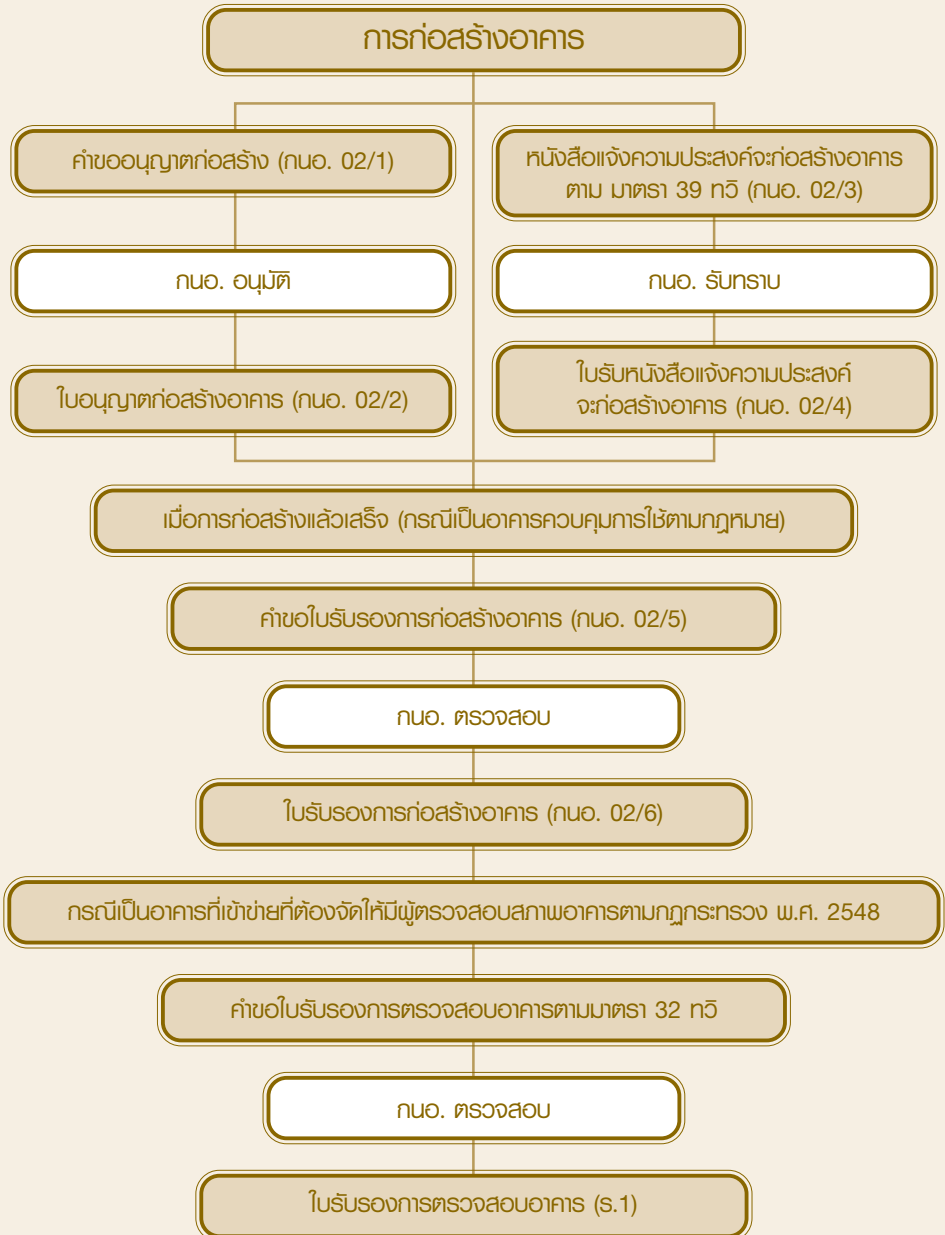 การก่อสร้างอาคาร
คำขออนุญาตก่อสร้าง (กนอ. 02/1)
กนอ. อนุมัติ
ใบอนุญาตก่อสร้างอาคาร (กนอ. 02/2)
หนังสือแจ้งความประสงค์จะก่อสร้างอาคาร
ตาม มาตรา 39 ทวิ (กนอ. 02/3)
กนอ. รับทราบ
ใบรับหนังสือแจ้งความประสงค์
จะก่อสร้างอาคาร (กนอ. 02/4)
เมื่อการก่อสร้างแล้วเสร็จ (กรณีเป็นอาคารควบคุมการใช้ตามกฎหมาย)
คำขอใบรับรองการก่อสร้างอาคาร (กนอ. 02/5)
กนอ. ตรวจสอบ
ใบรับรองการก่อสร้างอาคาร (กนอ. 02/6)
กรณีเป็นอาคารที่เข้าข่ายที่ต้องจัดให้มีผู้ตรวจสอบสภาพอาคารตามกฎกระทรวง พ.ศ. 2548
คำขอใบรับรองการตรวจสอบอาคารตามมาตรา 32 ทวิ
กนอ. ตรวจสอบ
ใบรับรองการตรวจสอบอาคาร (ร.1)